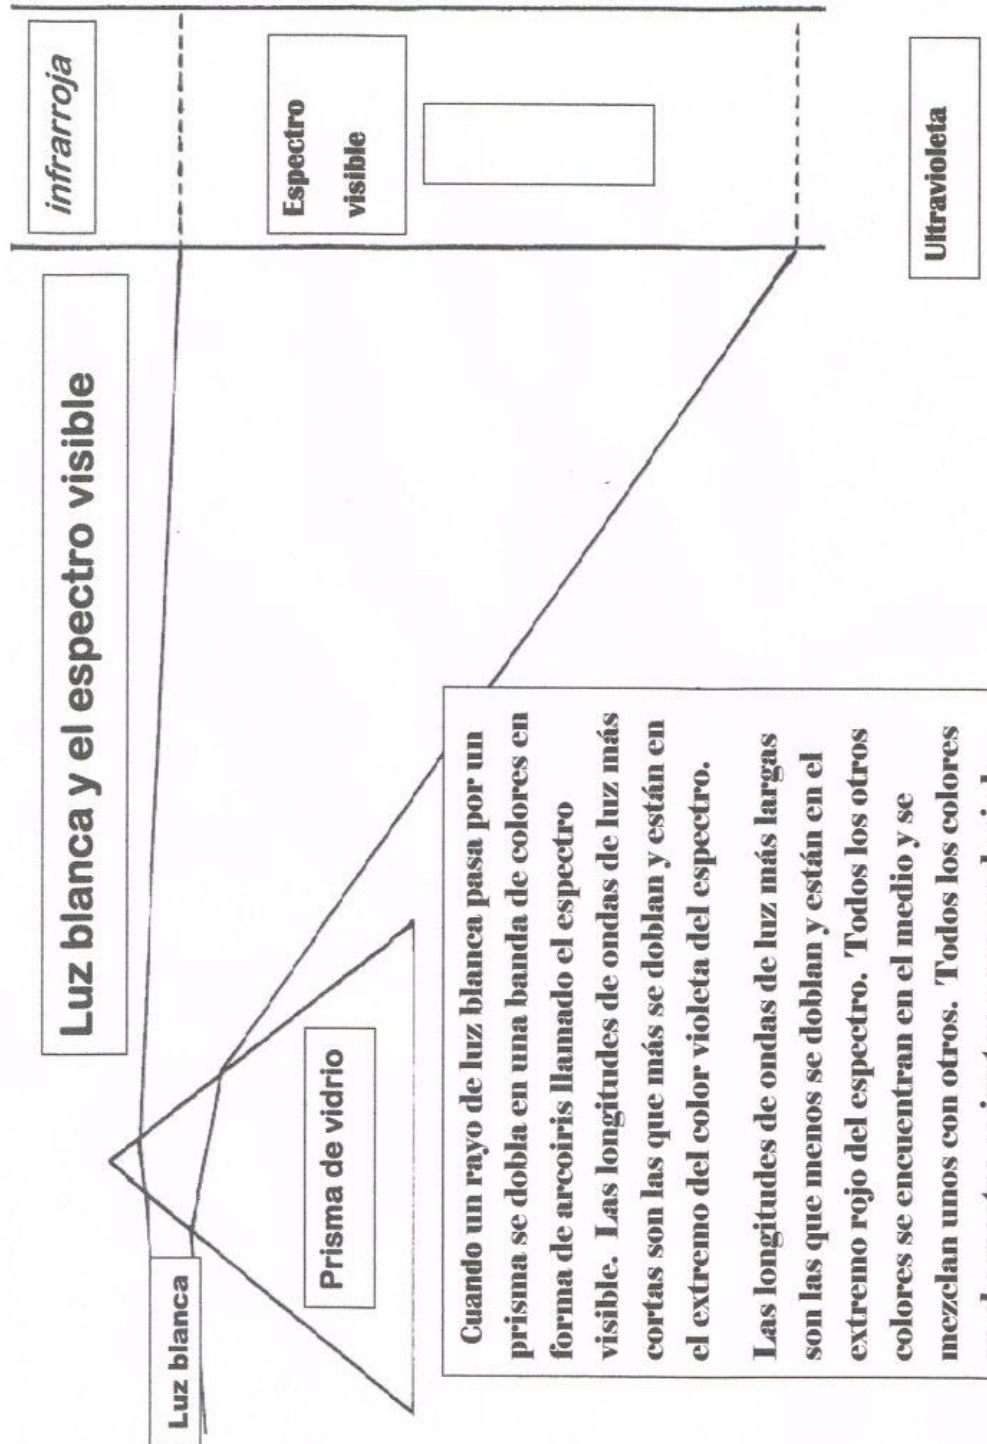 Luz blanca y el espectro visible
infrarroja
Espectro
visible
Ultravioleta
Luz blanca
Prisma de vidrio
Cuando un rayo de luz blanca pasa por un
prisma se dobla en una banda de colores en
forma de arcoiris llamado el espectro
visible. Las longitudes de ondas de luz más
cortas son las que más se doblan y están en
el extremo del color violeta del espectro.
Las longitudes de ondas de luz más largas
son las que menos se doblan y están en el
extremo rojo del espectro. Todos los otros
colores se encuentran en el medio y se
mezclan unos con otros. Todos los colores